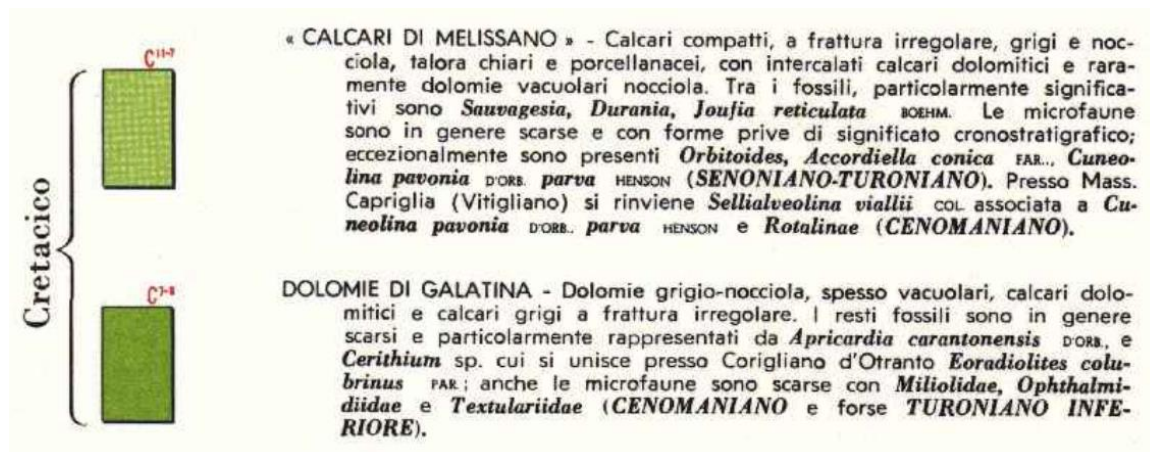 Cretacico
C¹¹⁻⁷
« CALCARI DI MELISSANO » - Calcari compatti, a frattura irregolare, grigi e noc-
ciola, talora chiari e porcellanacei, con intercalati calcari dolomitici e rara-
mente dolomie vacuolari nocciola. Tra i fossili, particolarmente significa-
tivi sono Sauvagesia, Durania, Joufia reticulata BOEHM. Le microfaune
sono in genere scarse e con forme prive di significato cronostratigrafico;
eccezionalmente sono presenti Orbitoides, Accordiella conica FAR.., Cuneo-
lina pavonia D'ORB. parva HENSON (SENONIANO-TURONIANO). Presso Mass.
Capriglia (Vitigliano) si rinviene Sellialveolina viallii COL associata a Cu-
neolina pavonia D'ORB.. parva HENSON e Rotalinae (CENOMANIANO).
C⁷⁻⁶
DOLOMIE DI GALATINA - Dolomie grigio-nocciola, spesso vacuolari, calcari dolo-
mitici e calcari grigi a frattura irregolare. I resti fossili sono in genere
scarsi e particolarmente rappresentati da Apricardia carantonensis D'ORB., e
Cerithium sp. cui si unisce presso Corigliano d'Otranto Eoradiolites colu-
brinus PAR.; anche le microfaune sono scarse con Miliolidae, Ophthalmi-
diidae e Textulariidae (CENOMANIANO e forse TURONIANO INFE-
RIORE).